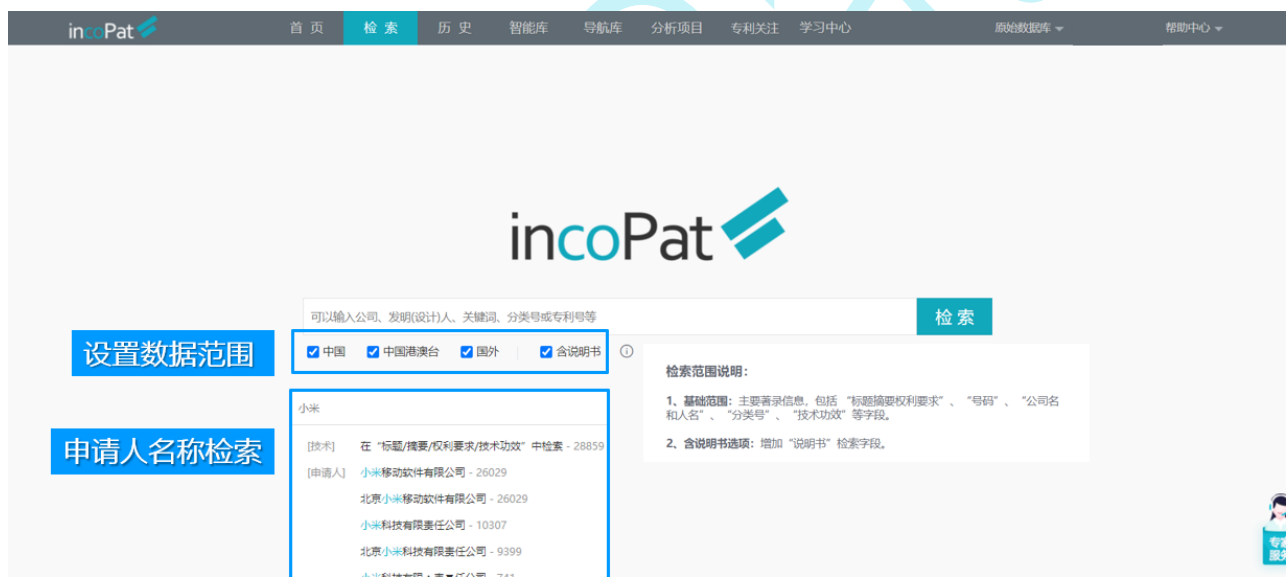 incoPat 首页 检索 历史 智能库 导航库 分析项目 专利关注 学习中心 原始数据库 帮助中心
incoPat
可以输入公司、发明(设计)人、关键词、分类号或专利号等 检索
设置数据范围
中国 中国港澳台 国外 含说明书
检索范围说明：
1、基础范围：主要著录信息，包括“标题摘要权利要求”、“号码”、“公司名
和人名”、“分类号”、“技术功效”等字段。
2、含说明书选项：增加“说明书”检索字段。
申请人名称检索
小米
[技术] 在“标题/摘要/权利要求/技术功效”中检索 - 28859
[申请人] 小米移动软件有限公司 - 26029
北京小米移动软件有限公司 - 26029
小米科技有限责任公司 - 10307
北京小米科技有限责任公司 - 9399
专家
服务